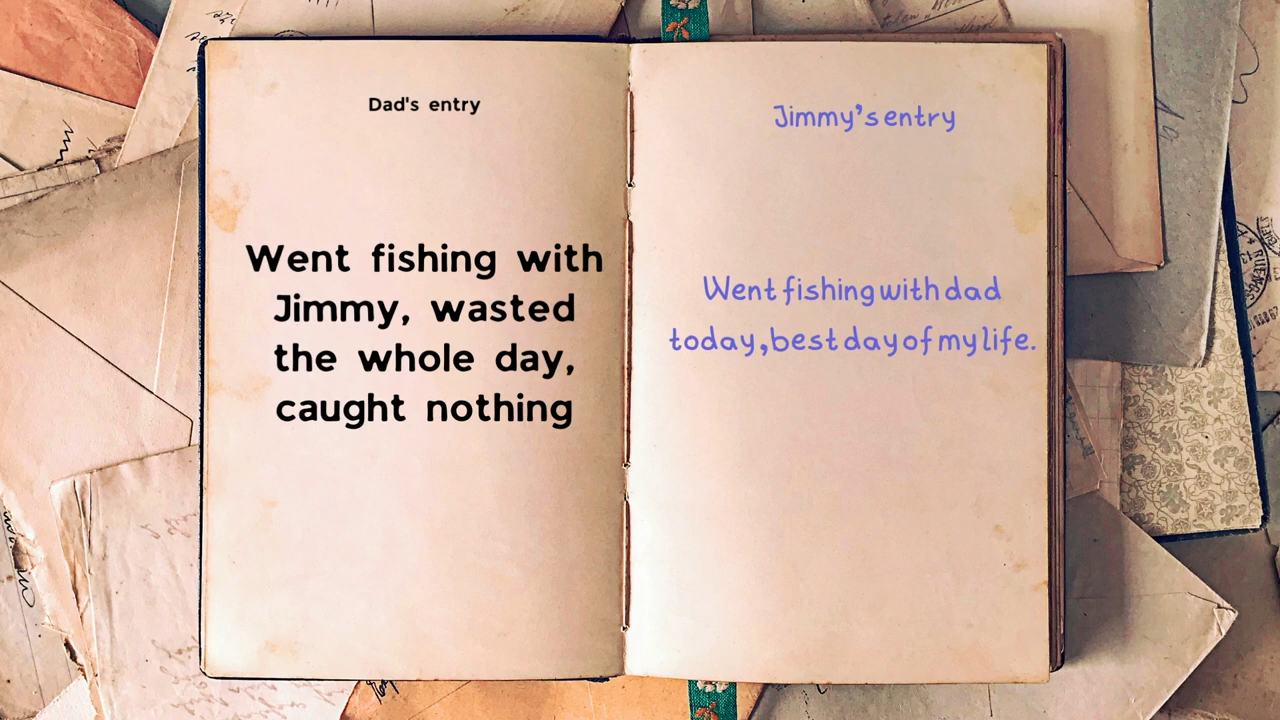 Dad's entry
Went fishing with
Jimmy, wasted
the whole day,
caught nothing
Jimmy's entry
Went fishing with dad
today, best day of my life.